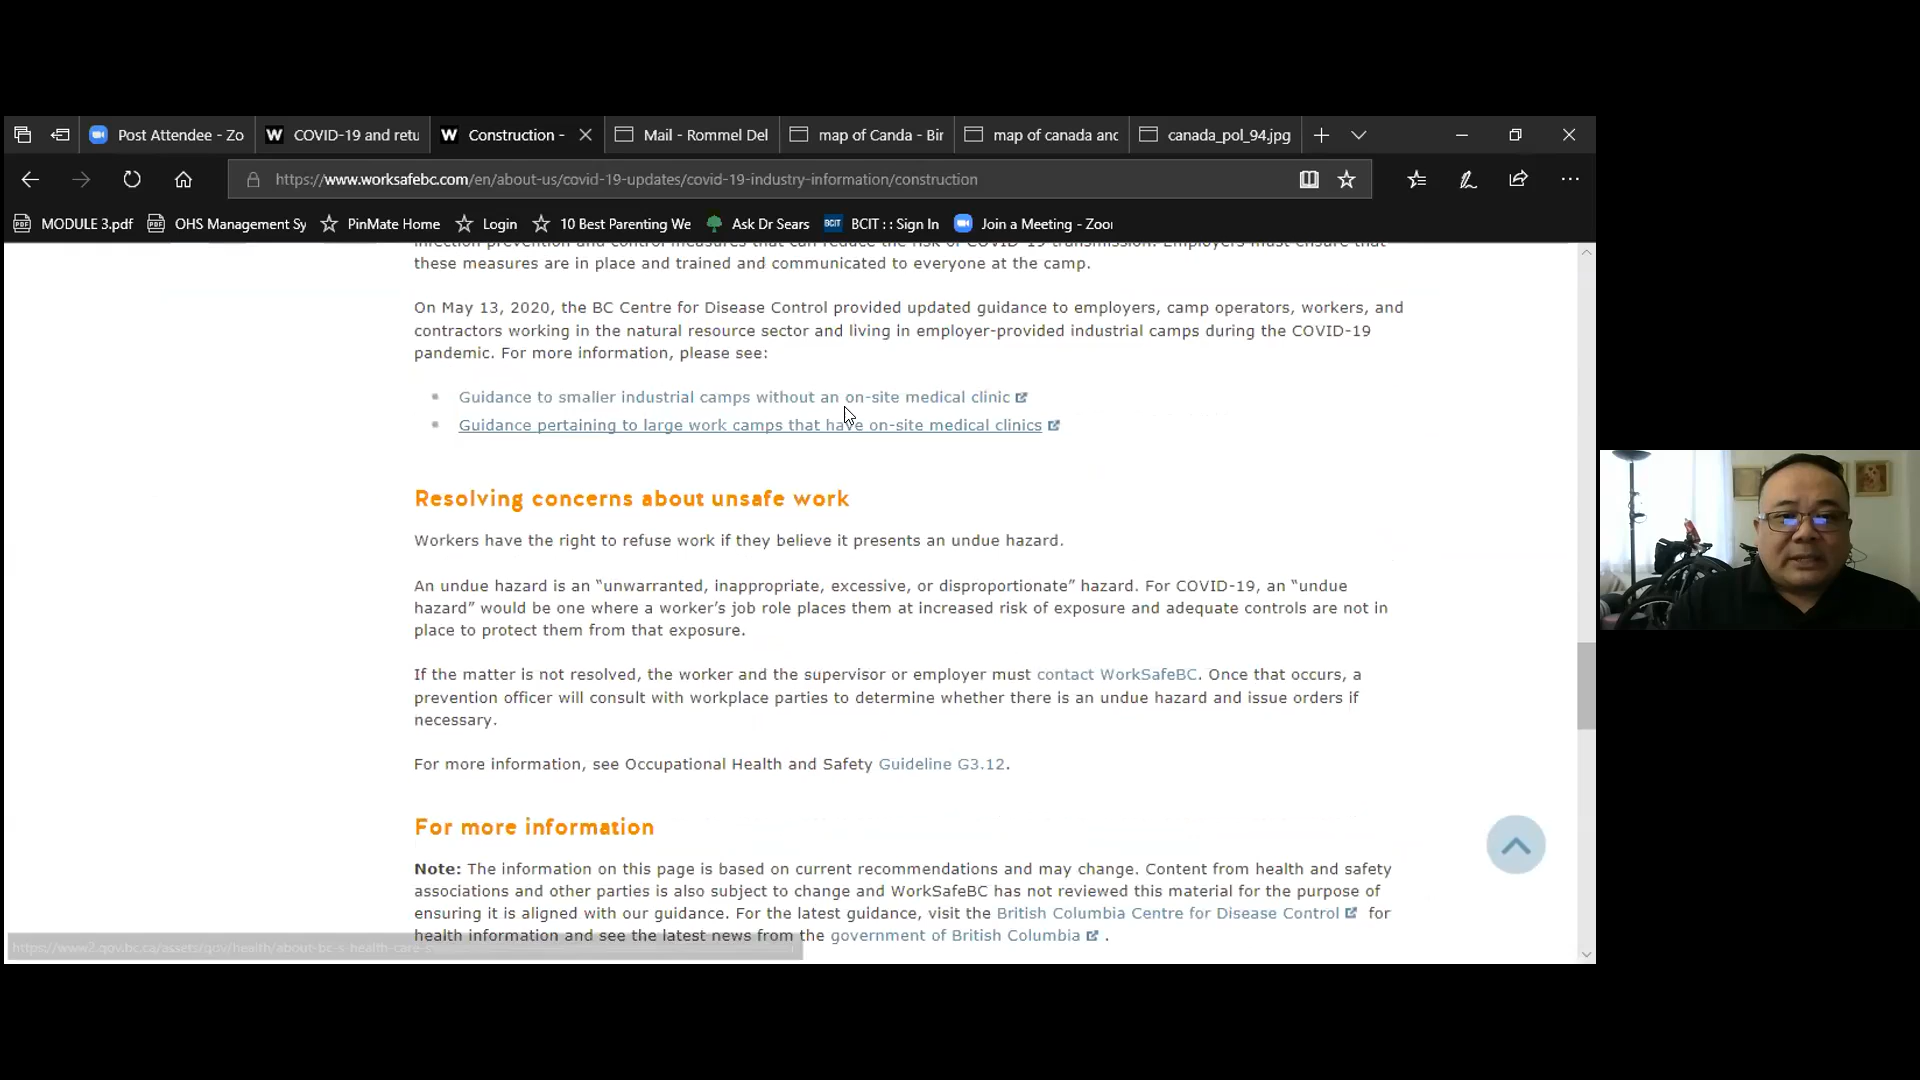 Post Attendee - Zo
COVID-19 and retu
Construction -
Mail - Rommel Del
map of Canda - Bir
map of canada anc
canada_pol_94.jpg
https://www.worksafebc.com/en/about-us/covid-19-updates/covid-19-industry-information/construction
MODULE 3.pdf
OHS Management Sy
PinMate Home
Login
10 Best Parenting We
Ask Dr Sears
BCIT
BCIT : : Sign In
Join a Meeting - Zoor
infection prevention and control measures that can reduce the risk of COVID-19 transmission. Employers must ensure that
these measures are in place and trained and communicated to everyone at the camp.
On May 13, 2020, the BC Centre for Disease Control provided updated guidance to employers, camp operators, workers, and
contractors working in the natural resource sector and living in employer-provided industrial camps during the COVID-19
pandemic. For more information, please see:
Guidance to smaller industrial camps without an on-site medical clinic
Guidance pertaining to large work camps that have on-site medical clinics
Resolving concerns about unsafe work
Workers have the right to refuse work if they believe it presents an undue hazard.
An undue hazard is an “unwarranted, inappropriate, excessive, or disproportionate” hazard. For COVID-19, an “undue
hazard” would be one where a worker’s job role places them at increased risk of exposure and adequate controls are not in
place to protect them from that exposure.
If the matter is not resolved, the worker and the supervisor or employer must contact WorkSafeBC. Once that occurs, a
prevention officer will consult with workplace parties to determine whether there is an undue hazard and issue orders if
necessary.
For more information, see Occupational Health and Safety Guideline G3.12.
For more information
Note: The information on this page is based on current recommendations and may change. Content from health and safety
associations and other parties is also subject to change and WorkSafeBC has not reviewed this material for the purpose of
ensuring it is aligned with our guidance. For the latest guidance, visit the British Columbia Centre for Disease Control for
health information and see the latest news from the government of British Columbia .